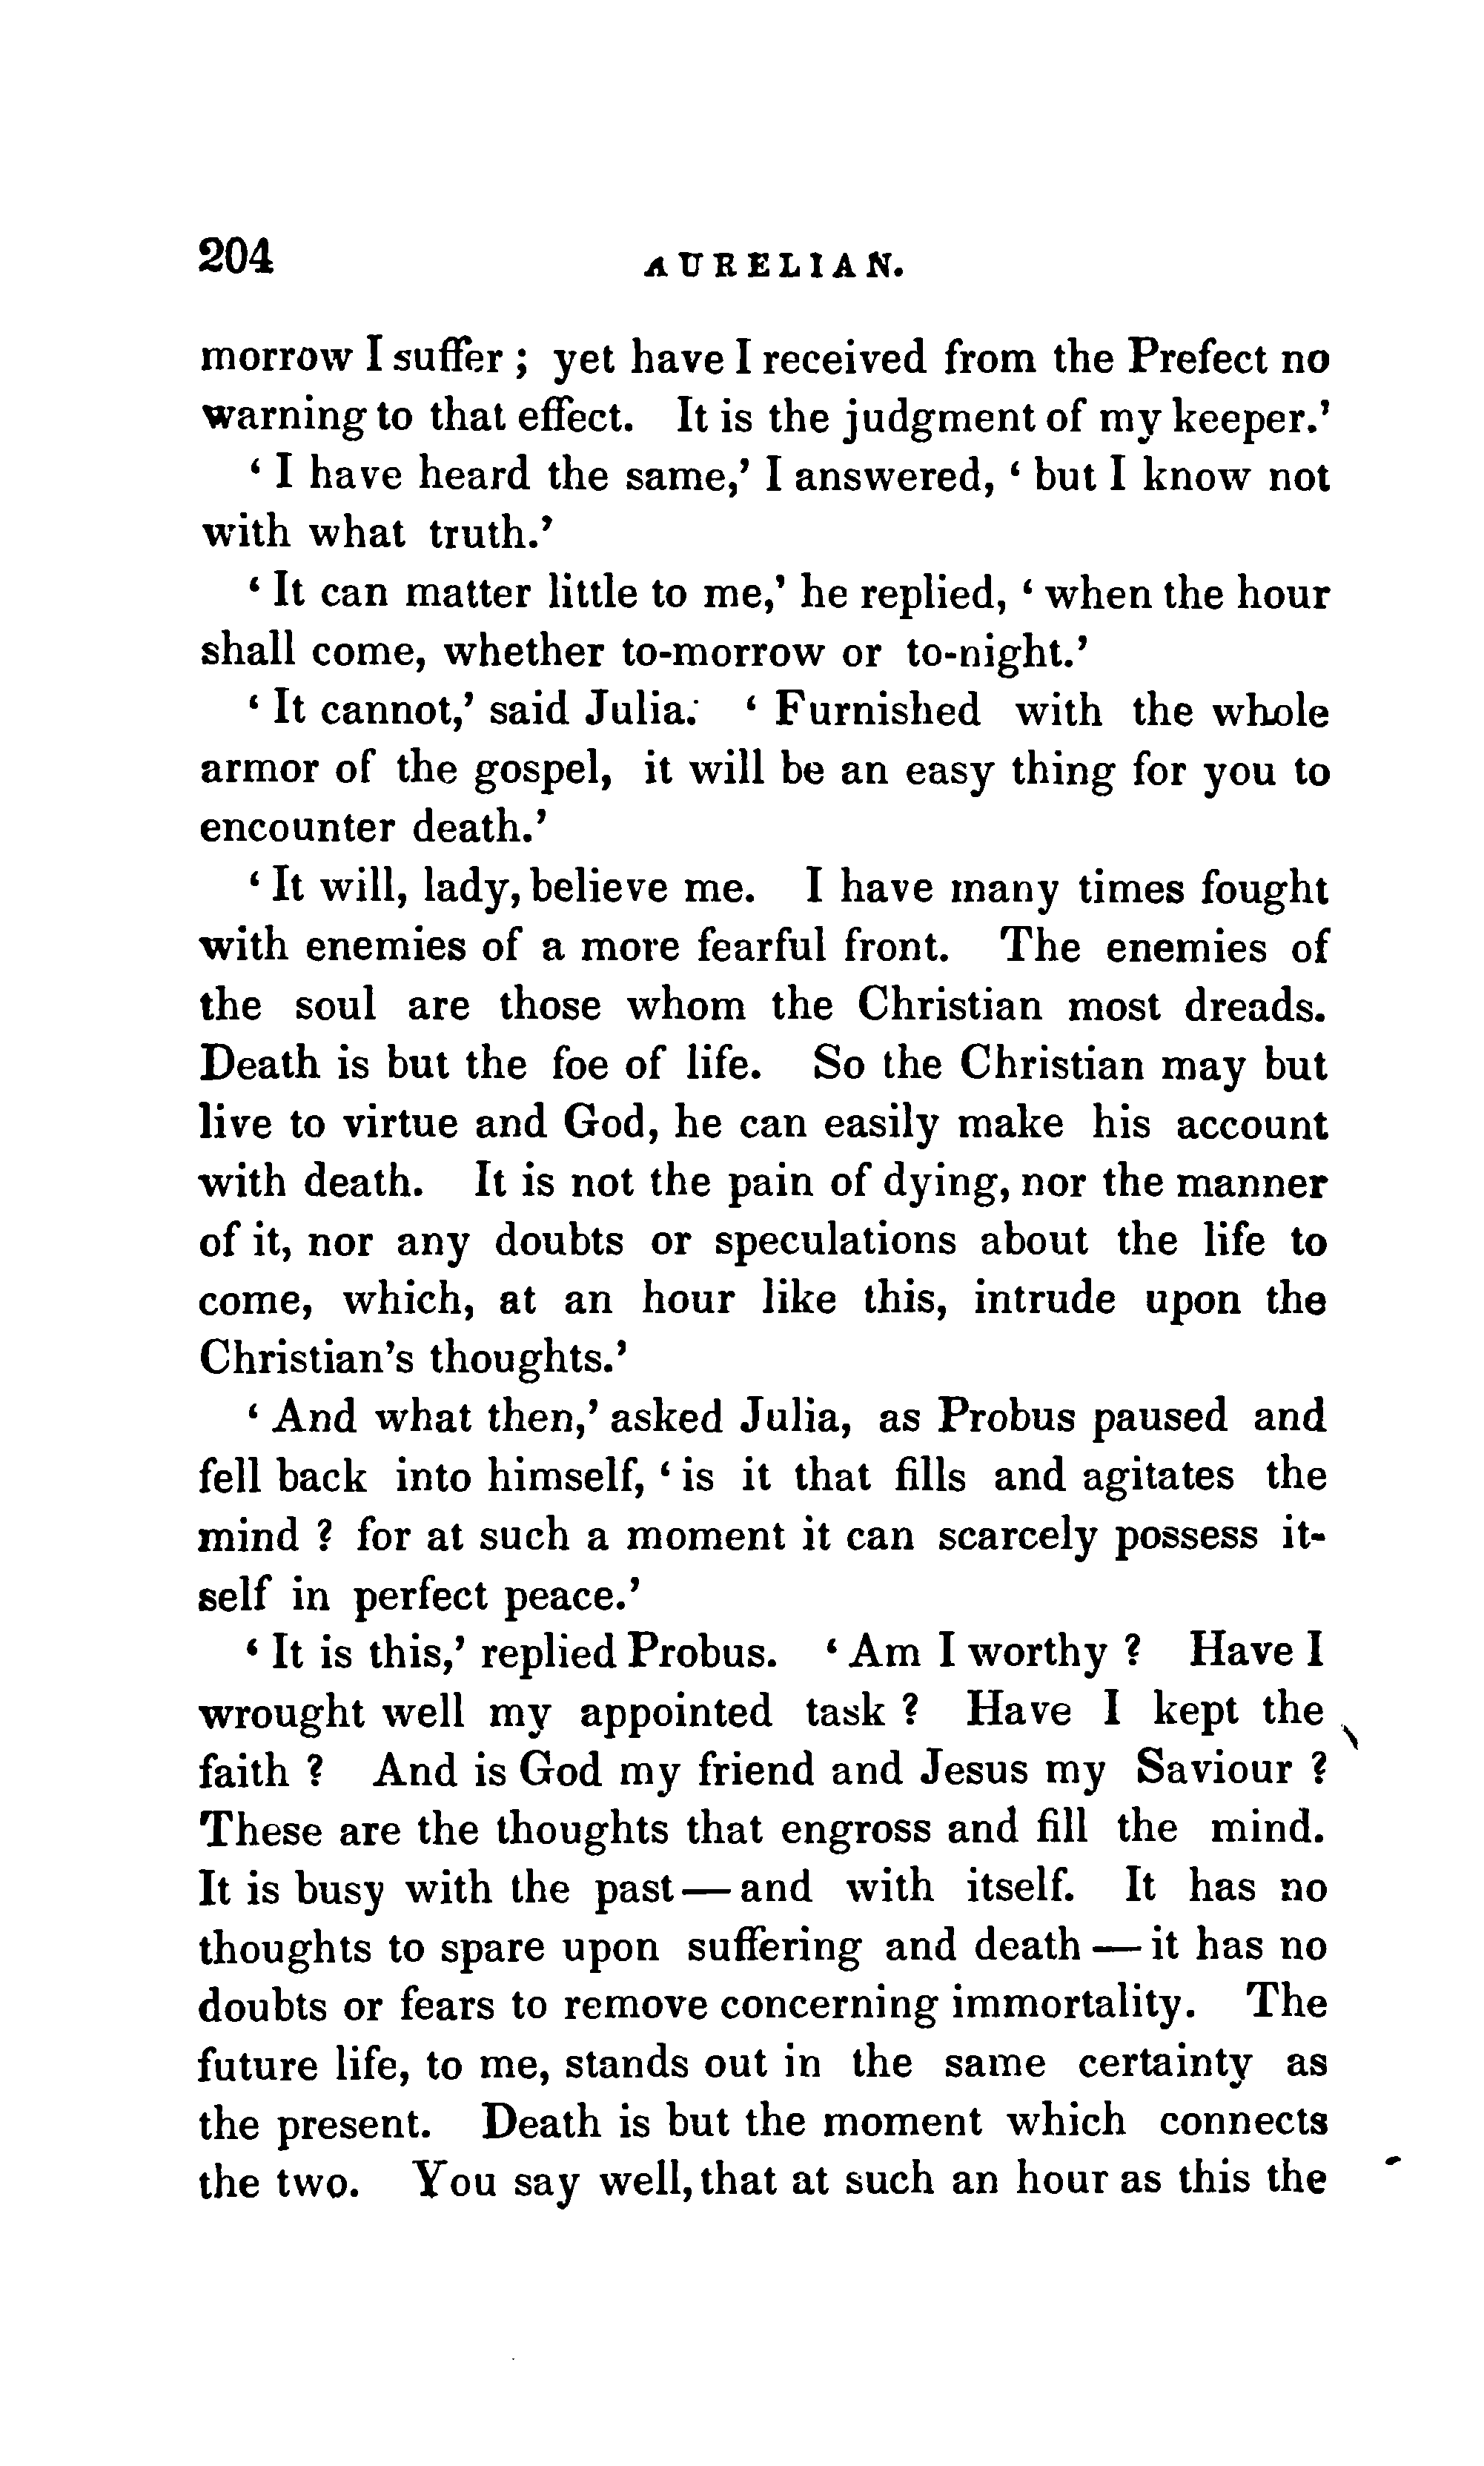 204 AURELIAN.
morrow I suffer ; yet have I received from the Prefect no
warning to that effect. It is the judgment of my keeper.’
‘ I have heard the same,’ I answered, ‘ but I know not
with what truth.’
‘ It can matter little to me,’ he replied, ‘ when the hour
shall come, whether to-morrow or to-night.’
‘ It cannot,’ said Julia. ‘ Furnished with the whole
armor of the gospel, it will be an easy thing for you to
encounter death.’
‘ It will, lady, believe me. I have many times fought
with enemies of a more fearful front. The enemies of
the soul are those whom the Christian most dreads.
Death is but the foe of life. So the Christian may but
live to virtue and God, he can easily make his account
with death. It is not the pain of dying, nor the manner
of it, nor any doubts or speculations about the life to
come, which, at an hour like this, intrude upon the
Christian’s thoughts.’
‘ And what then,’ asked Julia, as Probus paused and
fell back into himself, ‘ is it that fills and agitates the
mind ? for at such a moment it can scarcely possess it-
self in perfect peace.’
‘ It is this,’ replied Probus. ‘ Am I worthy ? Have I
wrought well my appointed task ? Have I kept the
faith ? And is God my friend and Jesus my Saviour ?
These are the thoughts that engross and fill the mind.
It is busy with the past — and with itself. It has no
thoughts to spare upon suffering and death — it has no
doubts or fears to remove concerning immortality. The
future life, to me, stands out in the same certainty as
the present. Death is but the moment which connects
the two. You say well, that at such an hour as this the